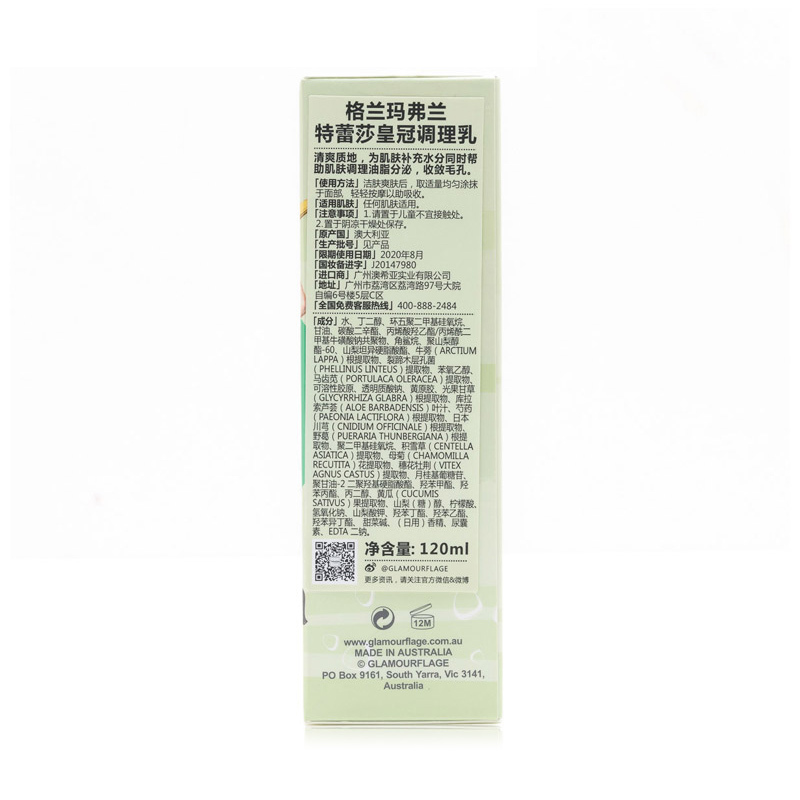 格兰玛弗兰
特蕾莎皇冠调理乳
清爽质地，为肌肤补充水分同时帮
助肌肤调理油脂分泌，收敛毛孔。
「使用方法」洁肤爽肤后，取适量均匀涂抹
于面部，轻轻按摩以助吸收。
「适用肌肤」任何肌肤适用。
「注意事项」1.请置于儿童不宜接触处。
2.置于阴凉干燥处保存。
「原产国」澳大利亚
「生产批号」见产品
「限期使用日期」2020年8月
「国妆备进字」J20147980
「进口商」广州澳希亚实业有限公司
「地址」广州市荔湾区荔湾路97号大院
自编6号楼5层C区
「全国免费客服热线」400-888-2484
「成分」水、丁二醇、环五聚二甲基硅氧烷、
甘油、碳酸二辛酯、丙烯酸羟乙酯/丙烯酰二
甲基牛磺酸钠共聚物、角鲨烷、聚山梨醇
酯-60、山梨坦异硬脂酸酯、牛蒡 ( ARCTIUM
LAPPA ) 根提取物、裂蹄木层孔菌
( PHELLINUS LINTEUS ) 提取物、苯氧乙醇、
马齿苋 ( PORTULACA OLERACEA ) 提取物、
可溶性胶原、透明质酸钠、黄原胶、光果甘草
( GLYCYRRHIZA GLABRA ) 根提取物、库拉
索芦荟 ( ALOE BARBADENSIS ) 叶汁、芍药
( PAEONIA LACTIFLORA ) 根提取物、日本
川芎 ( CNIDIUM OFFICINALE ) 根提取物、
野葛 ( PUERARIA THUNBERGIANA ) 根提
取物、聚二甲基硅氧烷、积雪草 ( CENTELLA
ASIATICA ) 提取物、母菊 ( CHAMOMILLA
RECUTITA ) 花提取物、穗花牡荆 ( VITEX
AGNUS CASTUS ) 提取物、月桂基葡糖苷、
聚甘油-2 二聚羟基硬脂酸酯、羟苯甲酯、羟
苯丙酯、丙二醇、黄瓜 ( CUCUMIS
SATIVUS ) 果提取物、山梨 ( 糖 ) 醇、柠檬酸、
氢氧化钠、山梨酸钾、羟苯丁酯、羟苯乙酯、
羟苯异丁酯、甜菜碱、 ( 日用 ) 香精、尿囊
素、EDTA 二钠。
净含量: 120ml
@GLAMOURFLAGE
更多资讯，请关注官方微信&微博
12M
www.glamourflage.com.au
MADE IN AUSTRALIA
© GLAMOURFLAGE
PO Box 9161, South Yarra, Vic 3141,
Australia